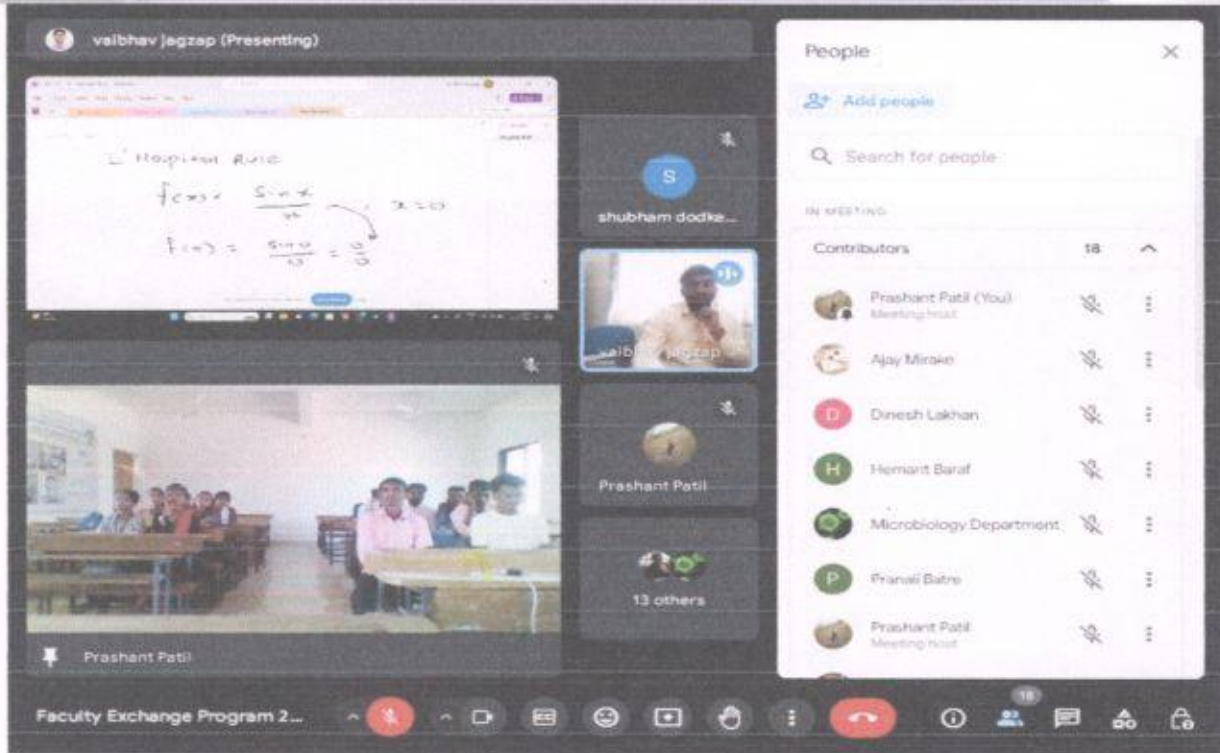 vaibhav jagzap (Presenting)
L' Hospital Rule
f(x) = sin x / x , x = 0
f(0) = sin 0 / 0 = 0 / 0
S
shubham dodke...
vaibhav jagzap
Prashant Patil
13 others
Prashant Patil
Faculty Exchange Program 2...
People
Add people
Search for people
IN MEETING
Contributors 18
Prashant Patil (You)
Meeting host
Ajay Mirake
D Dinesh Lakhan
H Hemant Baraf
Microbiology Department
P Pranali Batre
Prashant Patil
Meeting host
18